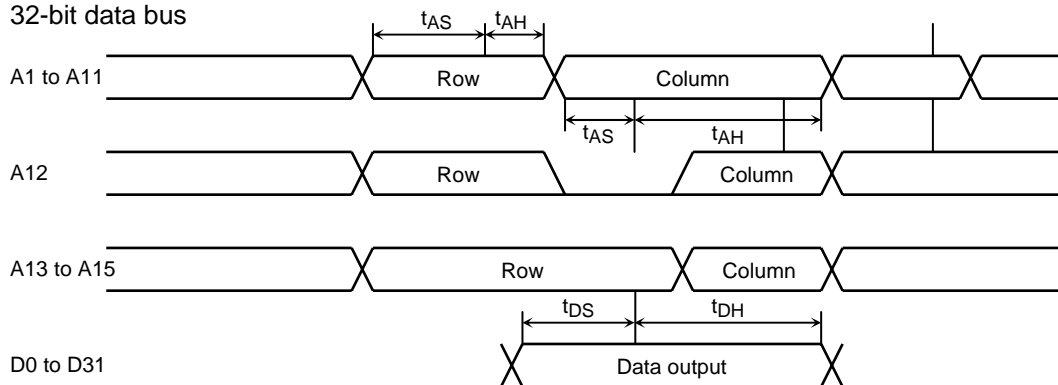 32-bit data bus
tAS tAH
A1 to A11 Row Column
tAS tAH
A12 Row Column
A13 to A15 Row Column
tDS tDH
D0 to D31 Data output